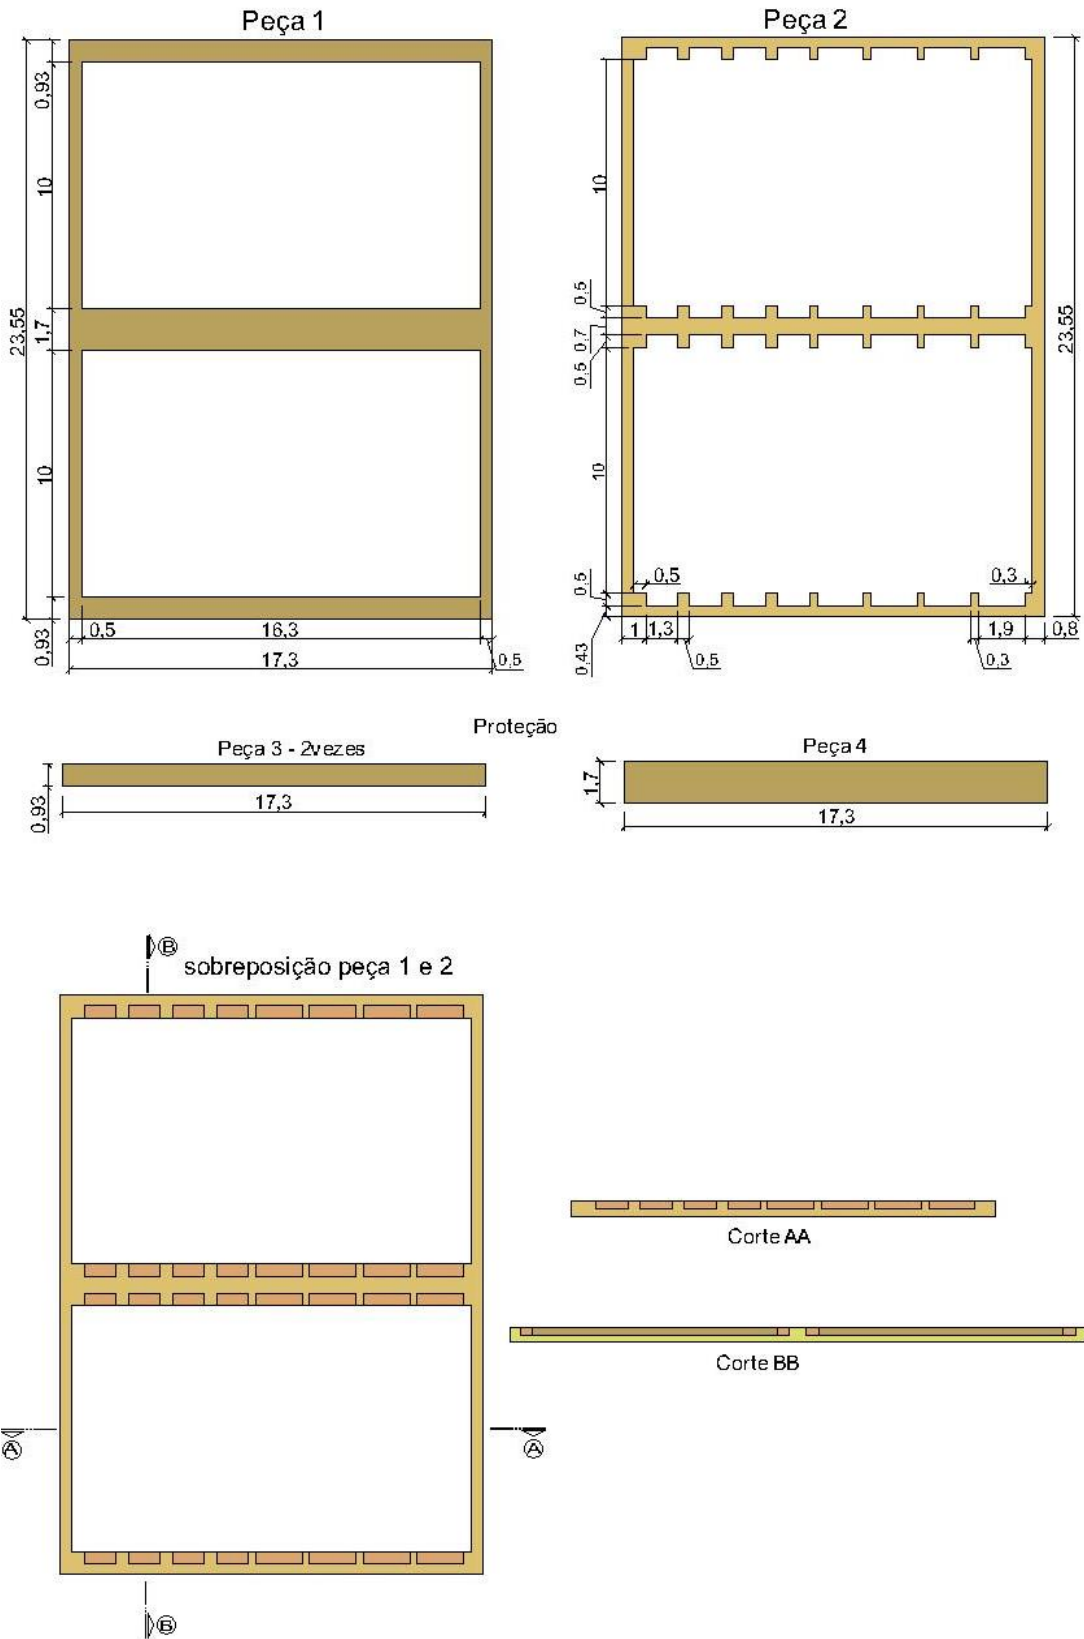 Peça 1
0,93
10
1,7
10
0,93
23,55
0,5
16,3
0,5
17,3
Peça 2
10
0,5
0,7
0,5
10
0,5
0,43
23,55
0,5
0,3
1
1,3
0,5
0,3
1,9
0,8
Proteção
Peça 3 - 2vezes
0,93
17,3
Peça 4
1,7
17,3
B
sobreposição peça 1 e 2
Corte AA
Corte BB
A
A
B